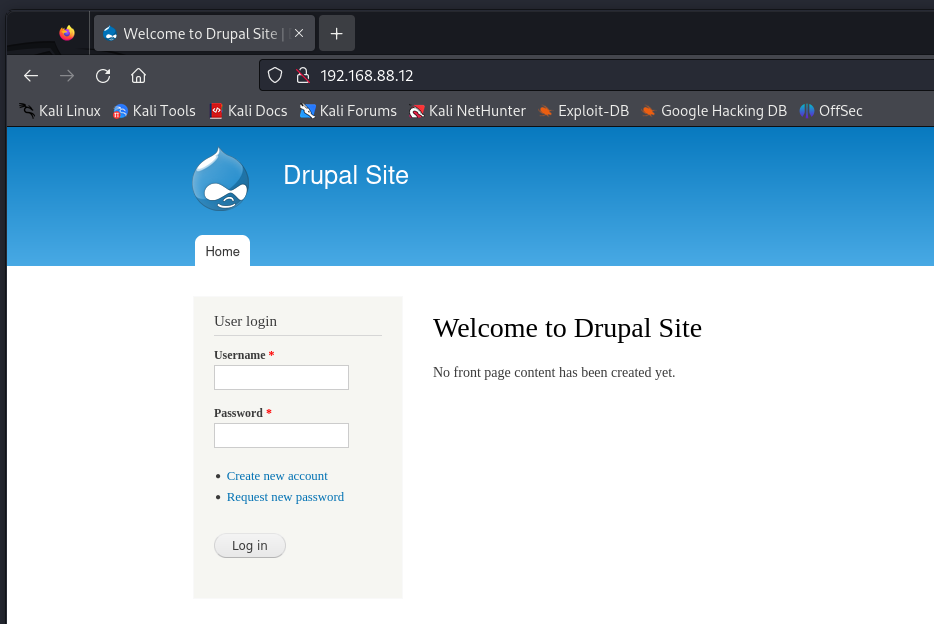 Welcome to Drupal Site |
192.168.88.12
Kali Linux Kali Tools Kali Docs Kali Forums Kali NetHunter Exploit-DB Google Hacking DB OffSec
Drupal Site
Home
User login
Username *
Password *
Create new account
Request new password
Log in
Welcome to Drupal Site
No front page content has been created yet.